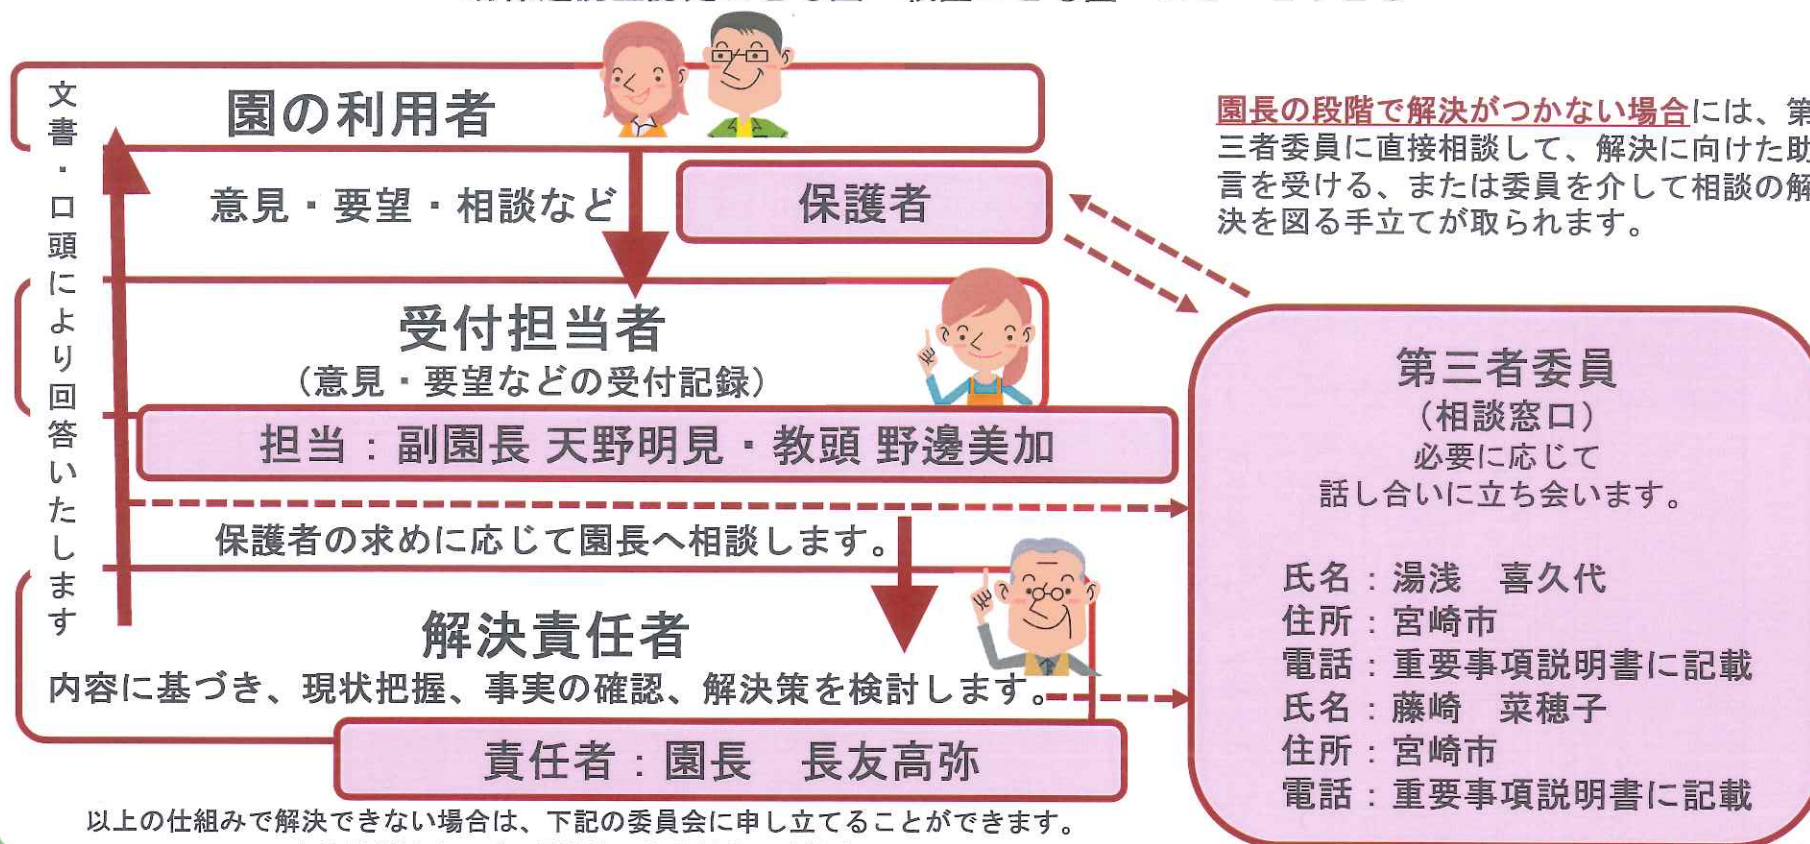 園の利用者
文書・口頭により回答いたします
意見・要望・相談など
保護者
園長の段階で解決がつかない場合には、第
三者委員に直接相談して、解決に向けた助
言を受ける、または委員を介して相談の解
決を図る手立てが取られます。
受付担当者
（意見・要望などの受付記録）
担当：副園長 天野明見・教頭 野邊美加
保護者の求めに応じて園長へ相談します。
解決責任者
内容に基づき、現状把握、事実の確認、解決策を検討します。
責任者：園長　長友高弥
第三者委員
（相談窓口）
必要に応じて
話し合いに立ち会います。
氏名：湯浅　喜久代
住所：宮崎市
電話：重要事項説明書に記載
氏名：藤崎　菜穂子
住所：宮崎市
電話：重要事項説明書に記載
以上の仕組みで解決できない場合は、下記の委員会に申し立てることができます。